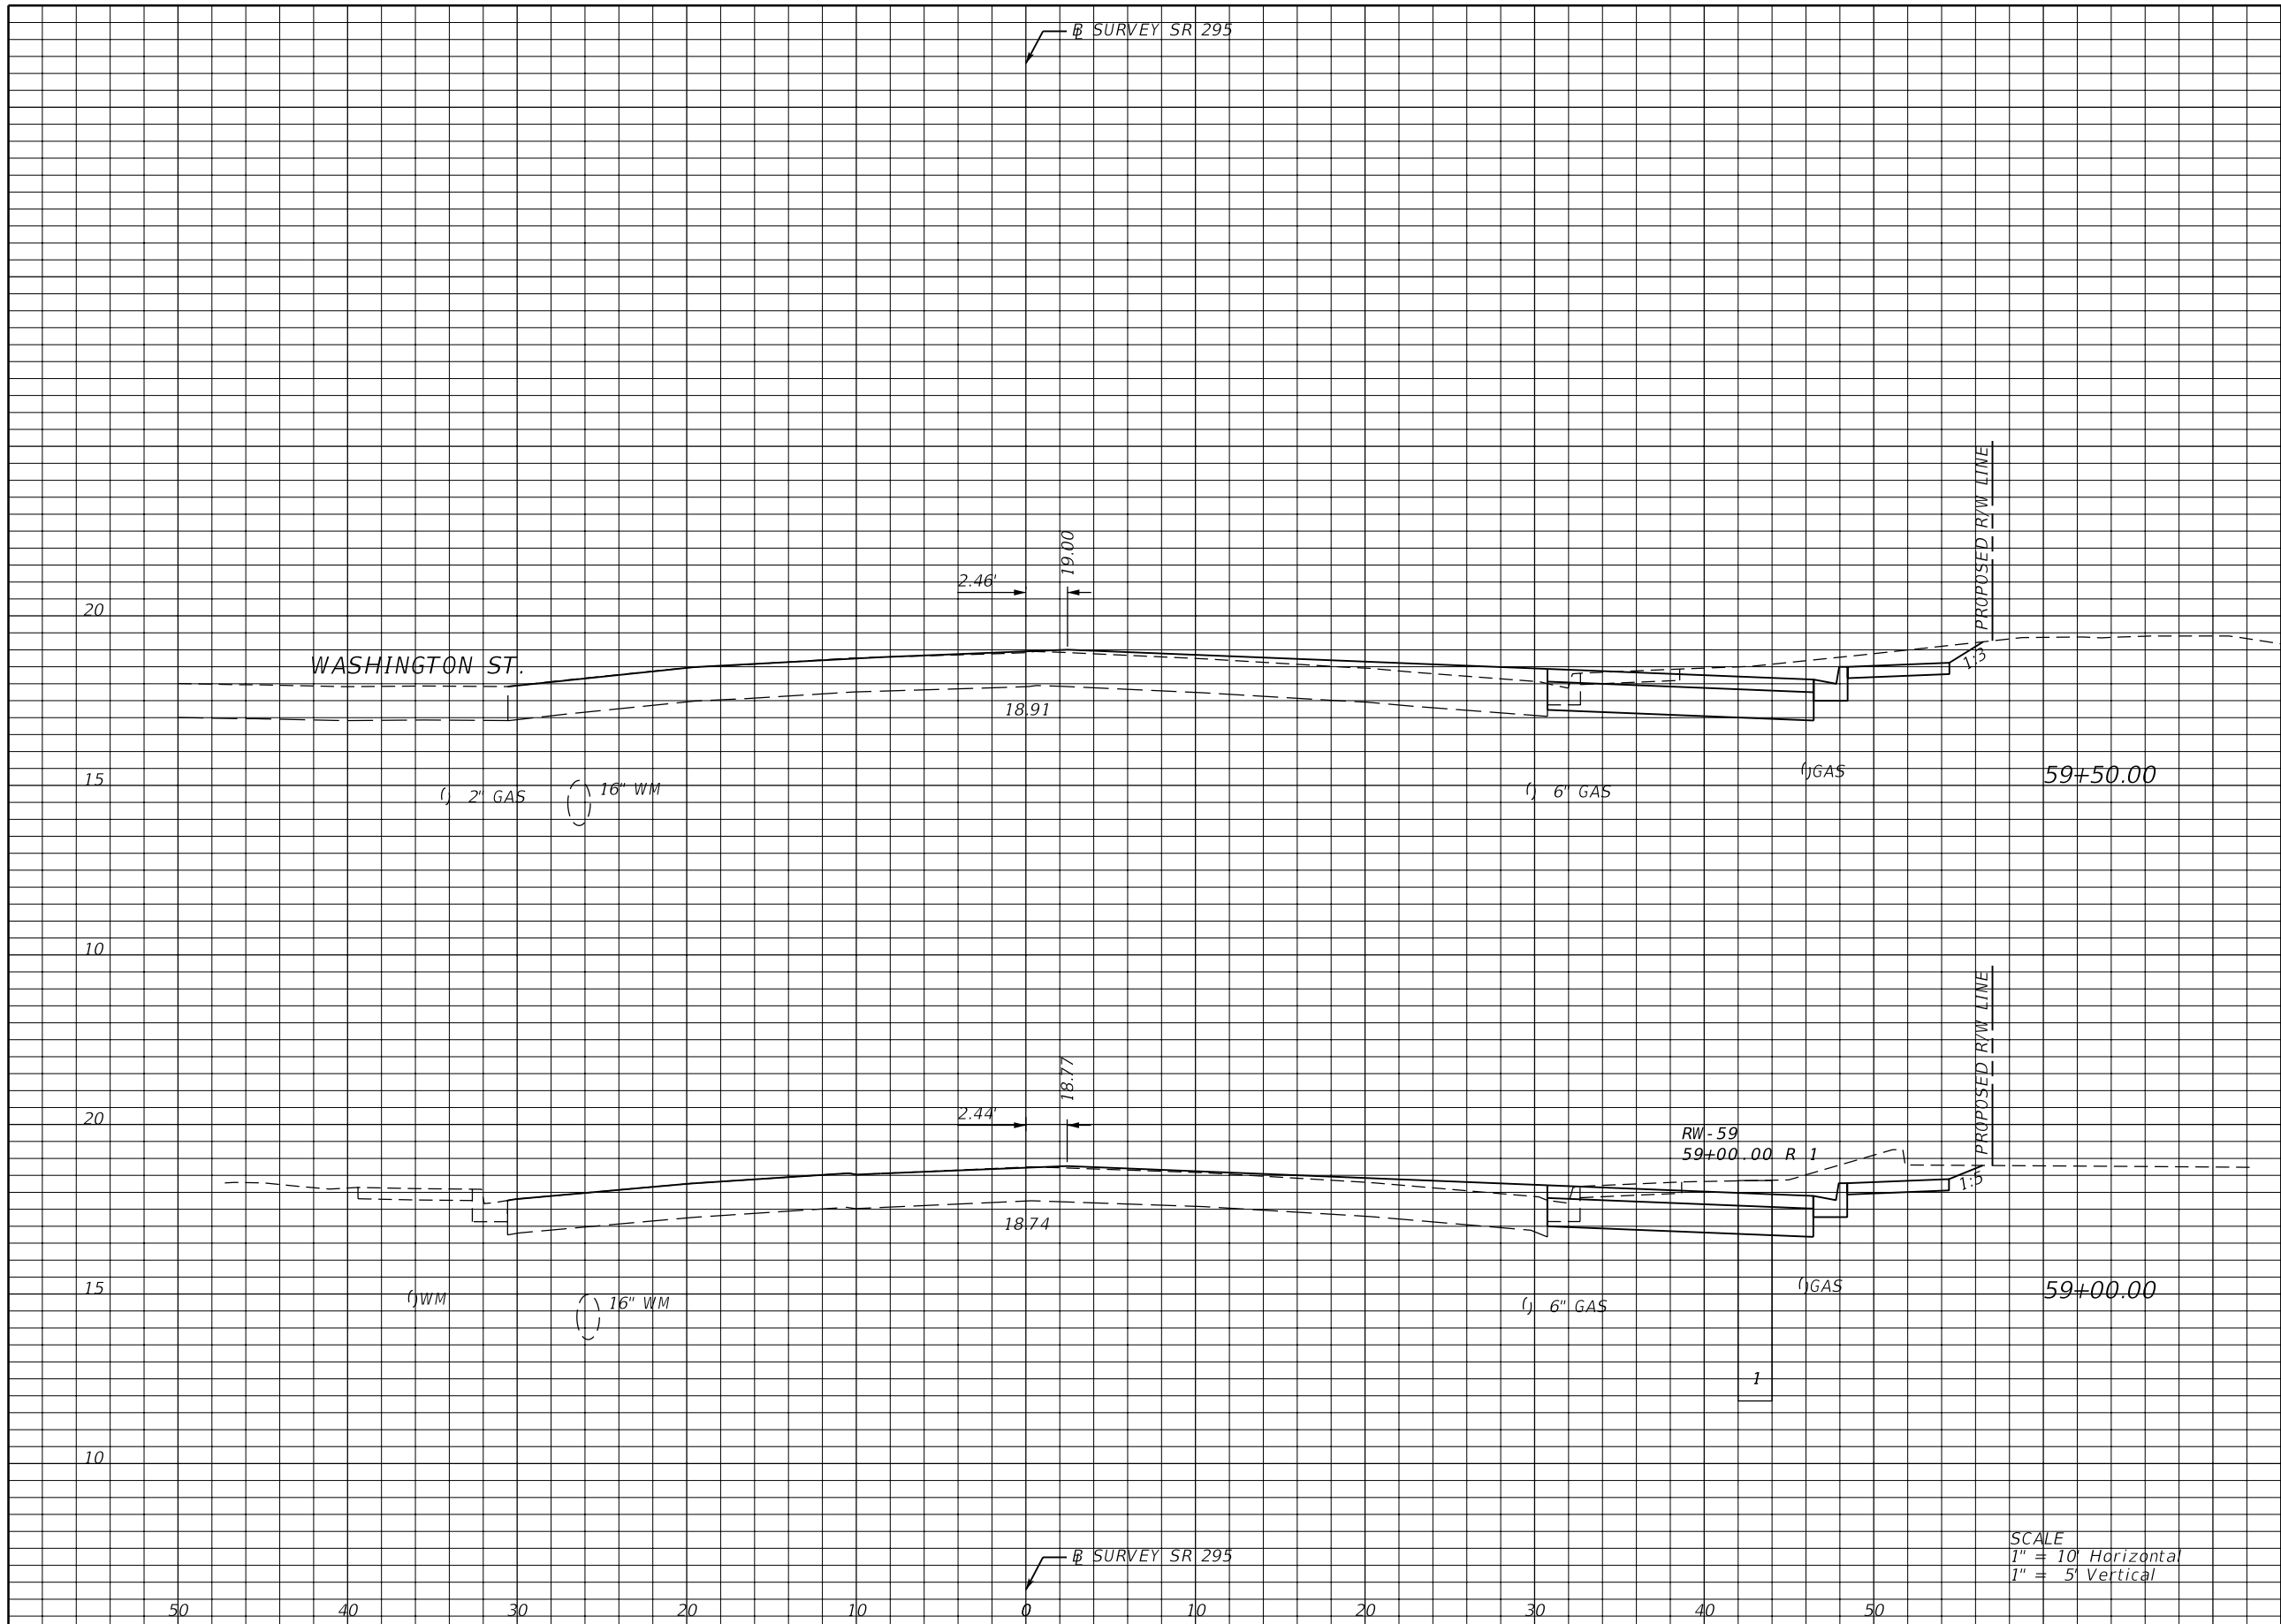 BL SURVEY SR 295
PROPOSED R/W LINE
19.00
2.46'
20
WASHINGTON ST.
1:3
18.91
15
2" GAS
16" WM
6" GAS
GAS
59+50.00
10
PROPOSED R/W LINE
18.77
2.44'
20
RW-59
59+00.00 R 1
1:5
18.74
15
WM
16" WM
6" GAS
GAS
59+00.00
1
10
BL SURVEY SR 295
SCALE
1" = 10' Horizontal
1" = 5' Vertical
50 40 30 20 10 0 10 20 30 40 50